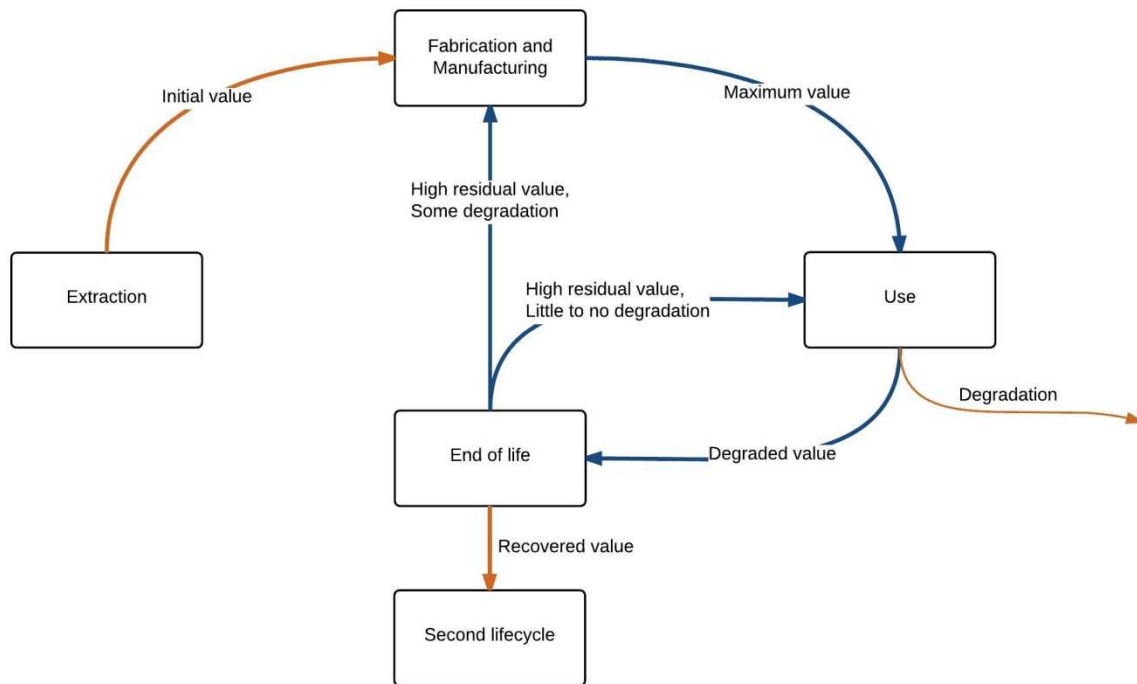 Fabrication and
Manufacturing
Initial value
Maximum value
High residual value,
Some degradation
Extraction
High residual value,
Little to no degradation
Use
Degradation
End of life
Degraded value
Recovered value
Second lifecycle